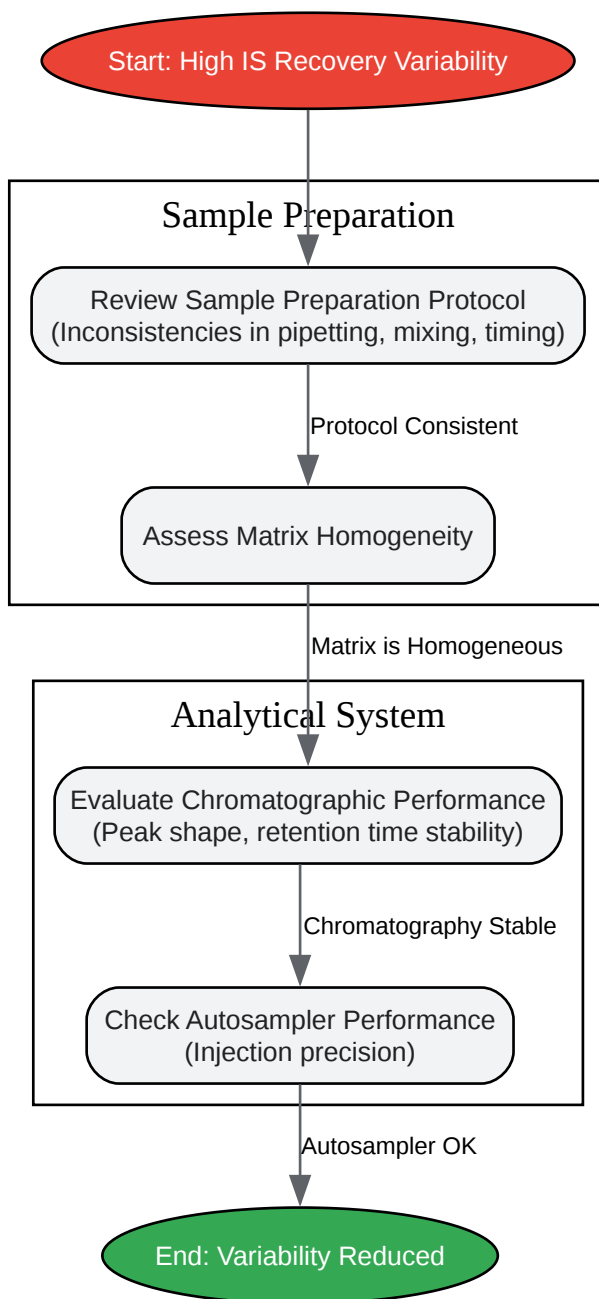 Start: High IS Recovery Variability
Sample Preparation
Review Sample Preparation Protocol
(Inconsistencies in pipetting, mixing, timing)
Protocol Consistent
Assess Matrix Homogeneity
Matrix is Homogeneous
Analytical System
Evaluate Chromatographic Performance
(Peak shape, retention time stability)
Chromatography Stable
Check Autosampler Performance
(Injection precision)
Autosampler OK
End: Variability Reduced